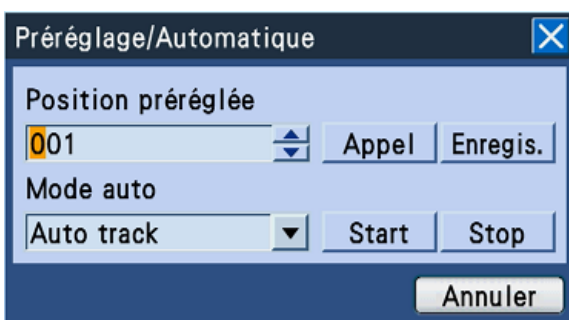 Préréglage/Automatique
Position préréglée
001 Appel Enregis.
Mode auto
Auto track Start Stop
Annuler